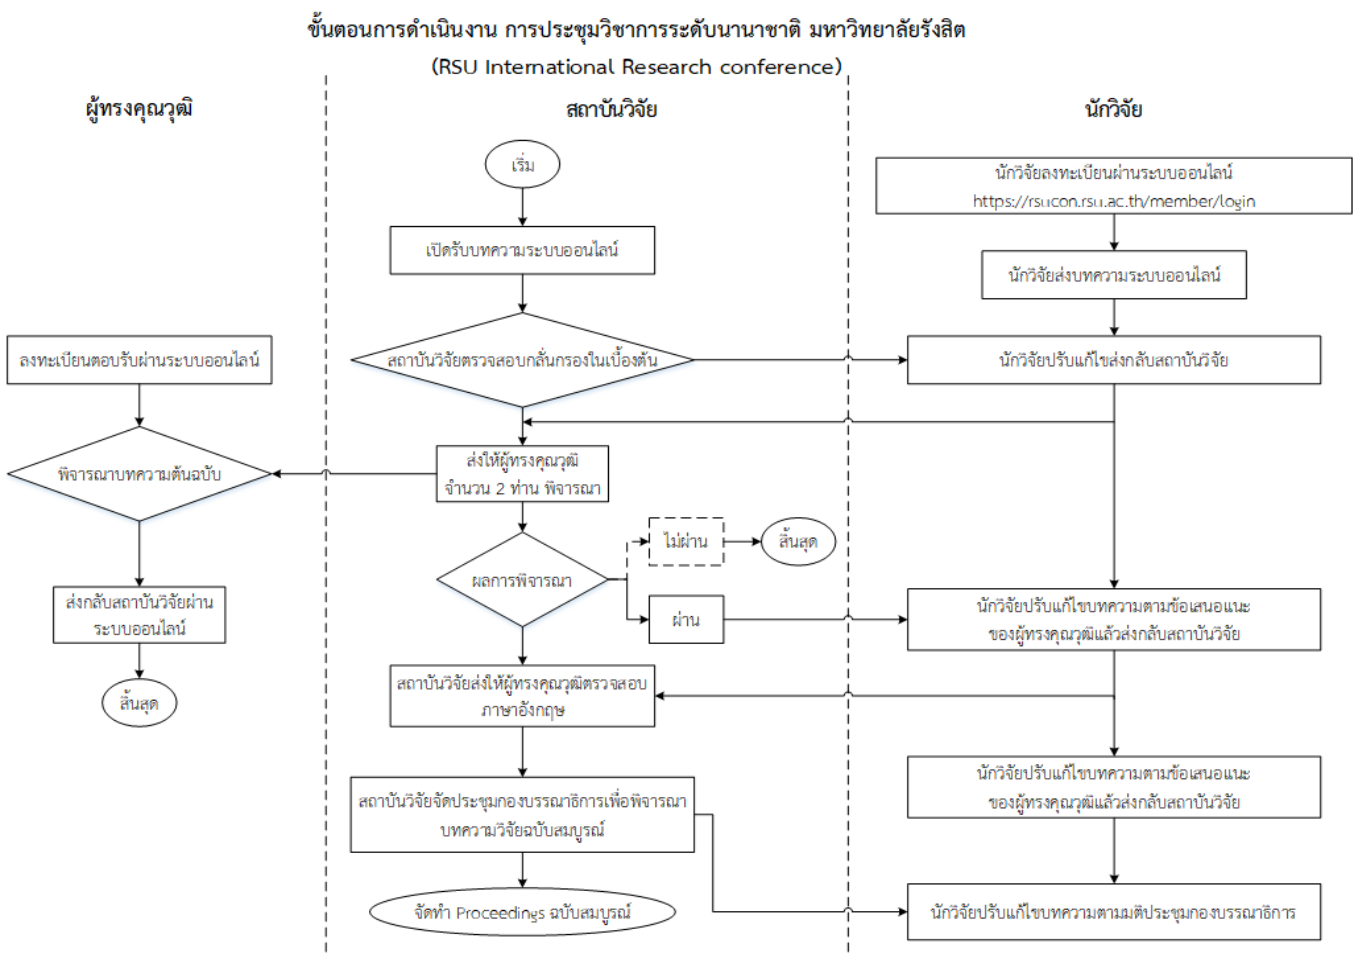 ขั้นตอนการดำเนินงาน การประชุมวิชาการระดับนานาชาติ มหาวิทยาลัยรังสิต
(RSU International Research conference)
ผู้ทรงคุณวุฒิ
สถาบันวิจัย
นักวิจัย
เริ่ม
นักวิจัยลงทะเบียนผ่านระบบออนไลน์
https://rsucon.rsu.ac.th/member/login
เปิดรับบทความระบบออนไลน์
นักวิจัยส่งบทความระบบออนไลน์
ลงทะเบียนตอบรับผ่านระบบออนไลน์
สถาบันวิจัยตรวจสอบกลั่นกรองในเบื้องต้น
นักวิจัยปรับแก้ไขส่งกลับสถาบันวิจัย
พิจารณาบทความต้นฉบับ
ส่งให้ผู้ทรงคุณวุฒิ
จำนวน 2 ท่าน พิจารณา
ไม่ผ่าน
สิ้นสุด
ผลการพิจารณา
ผ่าน
ส่งกลับสถาบันวิจัยผ่าน
ระบบออนไลน์
นักวิจัยปรับแก้ไขบทความตามข้อเสนอแนะ
ของผู้ทรงคุณวุฒิแล้วส่งกลับสถาบันวิจัย
สิ้นสุด
สถาบันวิจัยส่งให้ผู้ทรงคุณวุฒิตรวจสอบ
ภาษาอังกฤษ
นักวิจัยปรับแก้ไขบทความตามข้อเสนอแนะ
ของผู้ทรงคุณวุฒิแล้วส่งกลับสถาบันวิจัย
สถาบันวิจัยจัดประชุมกองบรรณาธิการเพื่อพิจารณา
บทความวิจัยฉบับสมบูรณ์
จัดทำ Proceedings ฉบับสมบูรณ์
นักวิจัยปรับแก้ไขบทความตามมติประชุมกองบรรณาธิการ